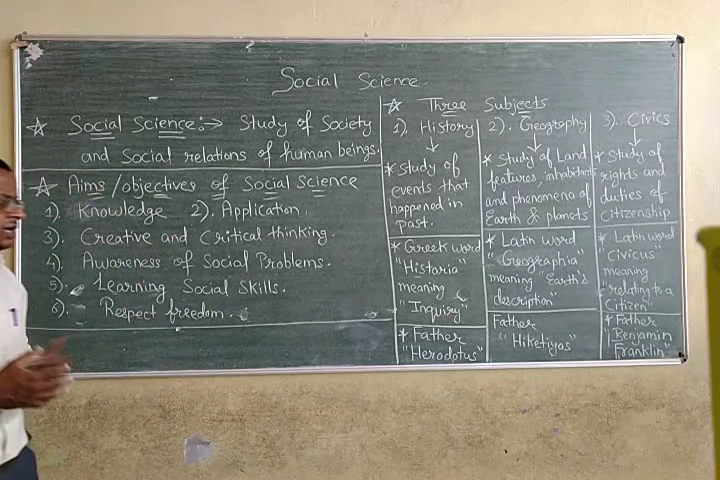 Social Science.
☆ Social Science:→ Study of Society
and Social relations of human beings.
☆ Aims/objectives of Social Science
1) Knowledge 2). Application.
3). Creative and Critical thinking.
4). Awareness of Social Problems.
5). Learning Social Skills.
6). Respect freedom.
☆ Three Subjects
1). History
↓
* Study of
events that
happened in
past.
* Greek word
"Historia"
meaning
"Inquiry"
* Father
"Herodotus"
2). Geography
↓
* Study of Land
features, inhabitants
and phenomena of
Earth & planets
* Latin word
"Geographia"
meaning "Earth's
description"
Father
"Hiketiyas"
3). Civics
↓
* Study of
rights and
duties of
Citizenship
* Latin word
"Civicus"
meaning
"relating to a
Citizen"
* Father
"Benjamin
Franklin"